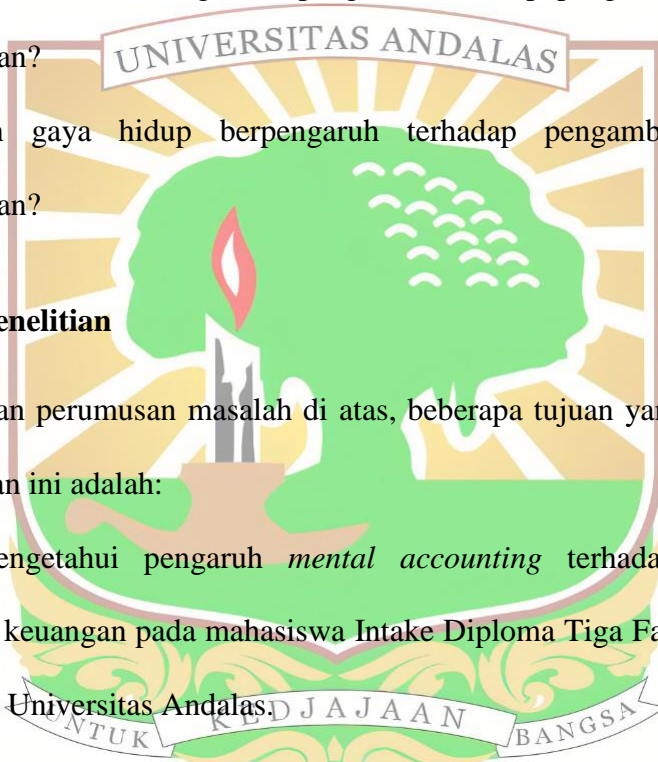 UNIVERSITAS ANDALAS
an?
gaya hidup berpengaruh terhadap pengamb
an?
enelitian
an perumusan masalah di atas, beberapa tujuan yan
an ini adalah:
engetahui pengaruh mental accounting terhada
keuangan pada mahasiswa Intake Diploma Tiga Fa
Universitas Andalas.
UNTUK KEDJAJAAN BANGSA